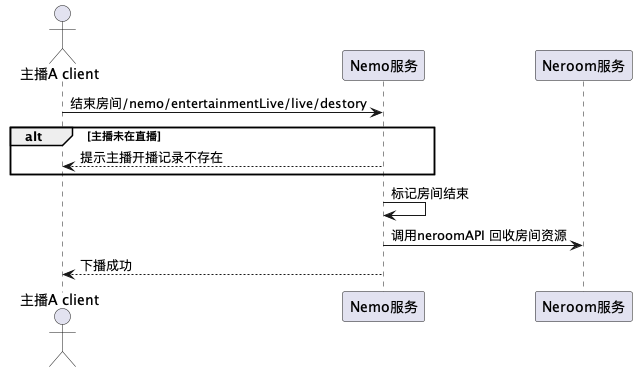 主播A client
Nemo服务
Neroom服务
结束房间/nemo/entertainmentLive/live/destory
alt
[主播未在直播]
提示主播开播记录不存在
标记房间结束
调用neroomAPI 回收房间资源
下播成功
主播A client
Nemo服务
Neroom服务